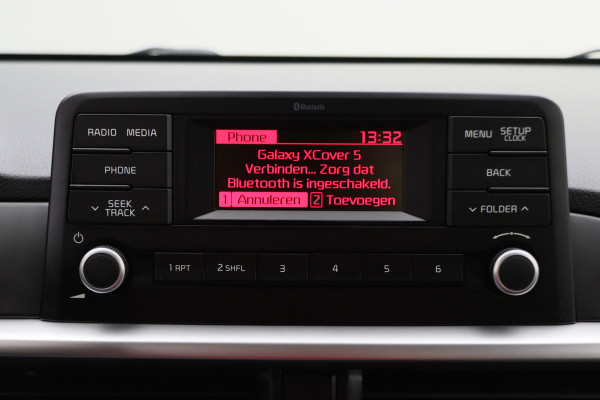 Bluetooth
RADIO MEDIA
PHONE
SEEK
TRACK
Phone 13:32
Galaxy XCover 5
Verbinden... Zorg dat
Bluetooth is ingeschakeld.
1 Annuleren 2 Toevoegen
MENU SETUP
CLOCK
BACK
FOLDER
1 RPT 2 SHFL 3 4 5 6